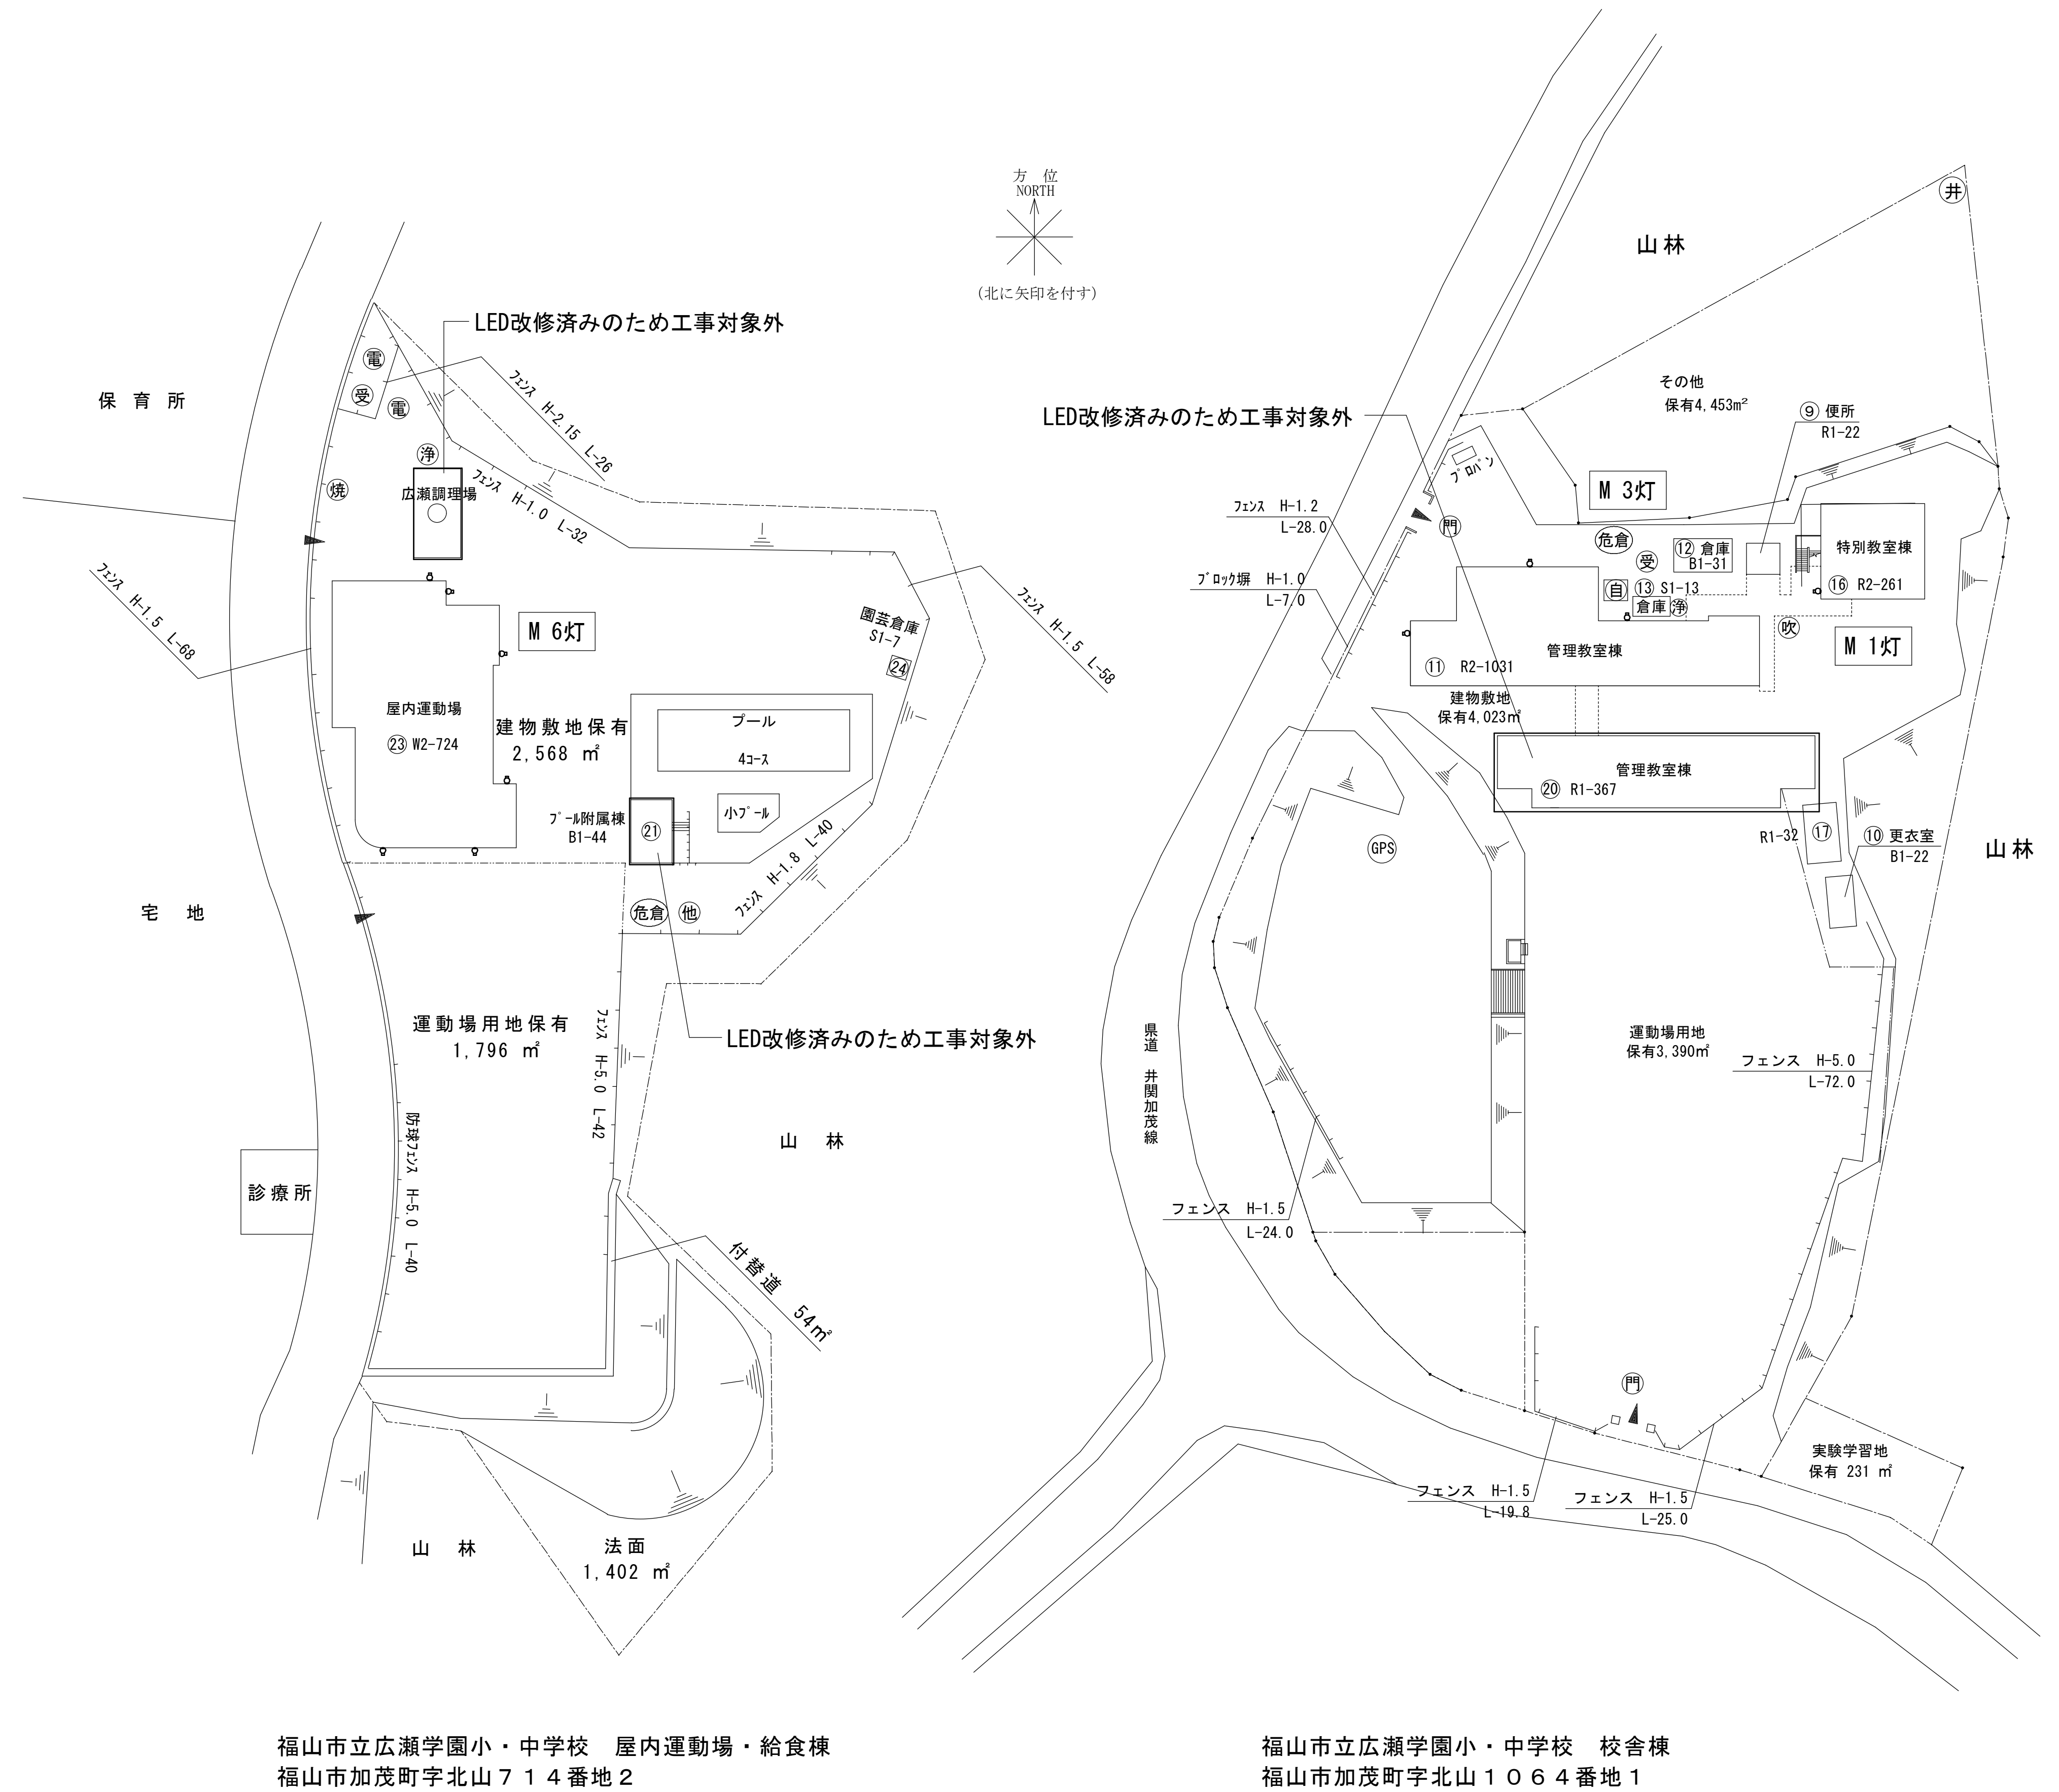 方　位
NORTH
(北に矢印を付す)
LED改修済みのため工事対象外
保　育　所
電
受
電
浄
焼
広瀬調理場
ﾌｪﾝｽ　H-2.15　L-26
ﾌｪﾝｽ　H-1.0　L-32
ﾌｪﾝｽ　H-1.5　L-68
ﾌｪﾝｽ　H-1.5　L-58
M 6灯
園芸倉庫
S1-7
24
屋内運動場
23 W2-724
建物敷地保有
2,568 ㎡
プール
4ｺｰｽ
小ﾌﾟｰﾙ
ﾌﾟｰﾙ附属棟
B1-44
21
ﾌｪﾝｽ　H-1.8　L-40
危倉
他
宅　地
LED改修済みのため工事対象外
運動場用地保有
1,796 ㎡
ﾌｪﾝｽ　H-5.0　L-42
防球ﾌｪﾝｽ　H-5.0　L-40
診療所
山　林
付替道　54㎡
山　林
法面
1,402 ㎡
福山市立広瀬学園小・中学校　屋内運動場・給食棟
福山市加茂町字北山７１４番地２
井
山林
その他
保有4,453㎡
LED改修済みのため工事対象外
⑨ 便所
R1-22
ﾌﾟﾛﾊﾟﾝ
M 3灯
ﾌｪﾝｽ　H-1.2
L-28.0
門
危倉
受
⑫ 倉庫
B1-31
特別教室棟
⑯ R2-261
ﾌﾞﾛｯｸ塀　H-1.0
L-7.0
自
⑬ S1-13
倉庫
浄
吹
M 1灯
管理教室棟
⑪ R2-1031
建物敷地
保有4,023㎡
管理教室棟
⑳ R1-367
R1-32
⑰
⑩ 更衣室
B1-22
山林
GPS
県道　井関加茂線
運動場用地
保有3,390㎡
フェンス　H-5.0
L-72.0
フェンス　H-1.5
L-24.0
門
実験学習地
保有 231 ㎡
フェンス　H-1.5
L-19.8
フェンス　H-1.5
L-25.0
福山市立広瀬学園小・中学校　校舎棟
福山市加茂町字北山１０６４番地１